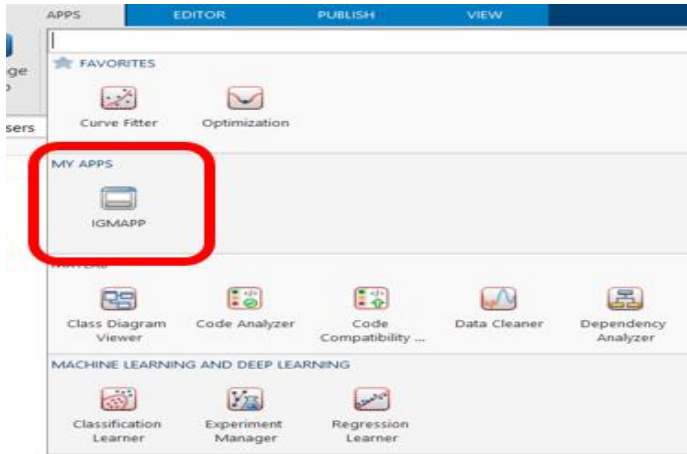 APPS EDITOR PUBLISH VIEW
ge
sers
FAVORITES
Curve Fitter Optimization
MY APPS
IGMAPP
MATLAB
Class Diagram Viewer
Code Analyzer
Code Compatibility ...
Data Cleaner
Dependency Analyzer
MACHINE LEARNING AND DEEP LEARNING
Classification Learner
Experiment Manager
Regression Learner